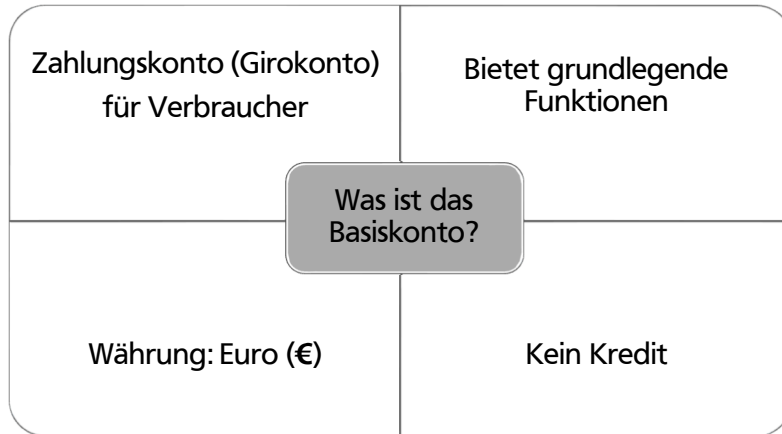 Zahlungskonto (Girokonto)
für Verbraucher
Bietet grundlegende
Funktionen
Was ist das
Basiskonto?
Währung: Euro (€)
Kein Kredit